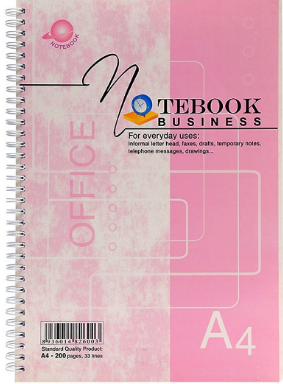 NOTEBOOK
NOTEBOOK
BUSINESS
For everyday uses:
informal letter head, faxes, drafts, temporary notes,
telephone messages, drawings...
OFFICE
8936014826003
Standard Quality Product:
A4 - 200 pages, 33 lines
A4